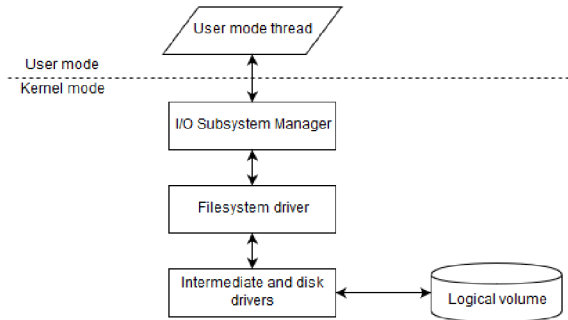 User mode thread
User mode
Kernel mode
I/O Subsystem Manager
Filesystem driver
Intermediate and disk
drivers
Logical volume